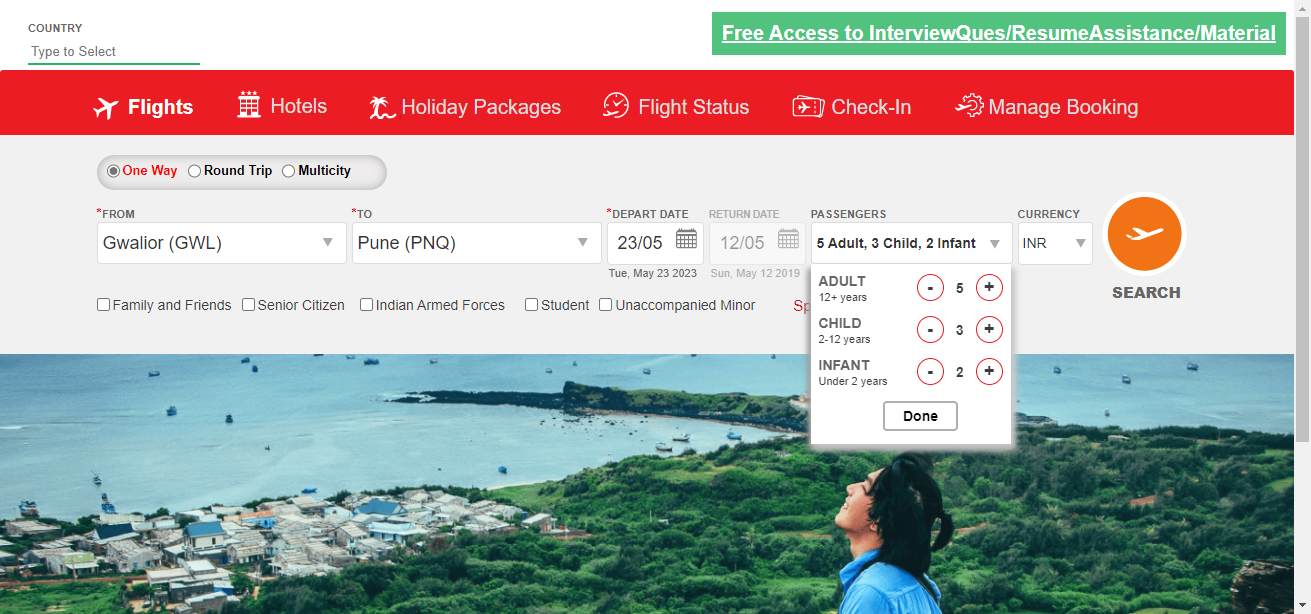 COUNTRY
Type to Select
Free Access to InterviewQues/ResumeAssistance/Material
Flights
Hotels
Holiday Packages
Flight Status
Check-In
Manage Booking
One Way
Round Trip
Multicity
*FROM
*TO
*DEPART DATE
RETURN DATE
PASSENGERS
CURRENCY
Gwalior (GWL)
Pune (PNQ)
23/05
12/05
5 Adult, 3 Child, 2 Infant
INR
Tue, May 23 2023
Sun, May 12 2019
SEARCH
Family and Friends
Senior Citizen
Indian Armed Forces
Student
Unaccompanied Minor
Sp
ADULT
12+ years
- 5 +
CHILD
2-12 years
- 3 +
INFANT
Under 2 years
- 2 +
Done